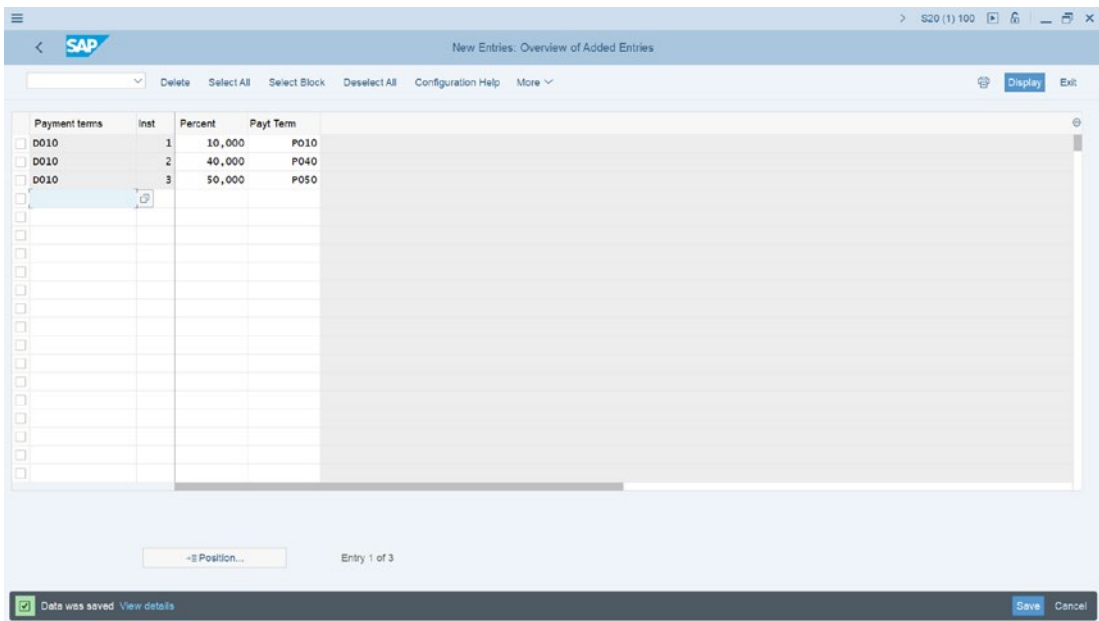 S20 (1) 100
SAP
New Entries: Overview of Added Entries
Delete Select All Select Block Deselect All Configuration Help More Display Exit
Payment terms Inst Percent Payt Term
D010 1 10,000 P010
D010 2 40,000 P040
D010 3 50,000 P050
Position... Entry 1 of 3
Data was saved View details Save Cancel